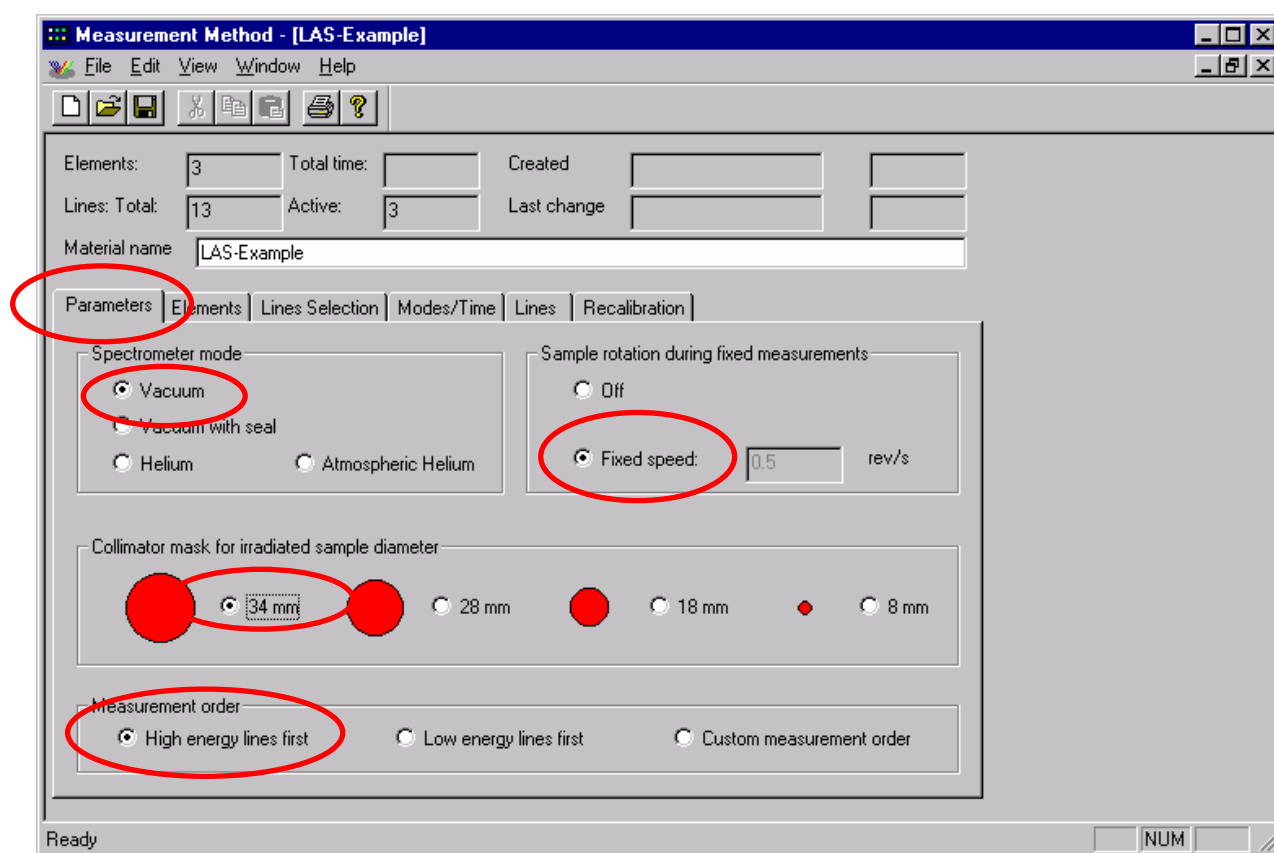 Measurement Method - [LAS-Example]
File Edit View Window Help
Elements: 3 Total time: Created
Lines: Total: 13 Active: 3 Last change
Material name LAS-Example
Parameters Elements Lines Selection Modes/Time Lines Recalibration
Spectrometer mode
Vacuum
Vacuum with seal
Helium Atmospheric Helium
Sample rotation during fixed measurements
Off
Fixed speed: 0.5 rev/s
Collimator mask for irradiated sample diameter
34 mm 28 mm 18 mm 8 mm
Measurement order
High energy lines first Low energy lines first Custom measurement order
Ready NUM